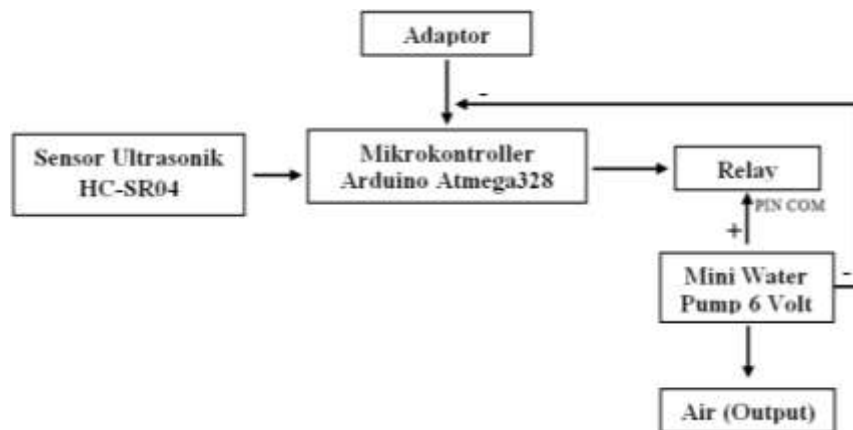 Adaptor
-
Sensor Ultrasonik
HC-SR04
Mikrokontroller
Arduino Atmega328
Relay
PIN COM
+
Mini Water
Pump 6 Volt
-
Air (Output)